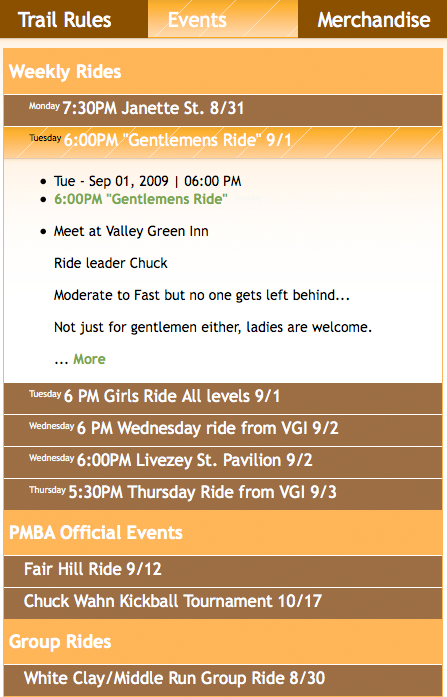 Trail Rules Events Merchandise
Weekly Rides
Monday 7:30PM Janette St. 8/31
Tuesday 6:00PM "Gentlemens Ride" 9/1
Tue - Sep 01, 2009 | 06:00 PM
6:00PM "Gentlemens Ride"
Meet at Valley Green Inn
Ride leader Chuck
Moderate to Fast but no one gets left behind...
Not just for gentlemen either, ladies are welcome.
... More
Tuesday 6 PM Girls Ride All levels 9/1
Wednesday 6 PM Wednesday ride from VGI 9/2
Wednesday 6:00PM Livezey St. Pavilion 9/2
Thursday 5:30PM Thursday Ride from VGI 9/3
PMBA Official Events
Fair Hill Ride 9/12
Chuck Wahn Kickball Tournament 10/17
Group Rides
White Clay/Middle Run Group Ride 8/30